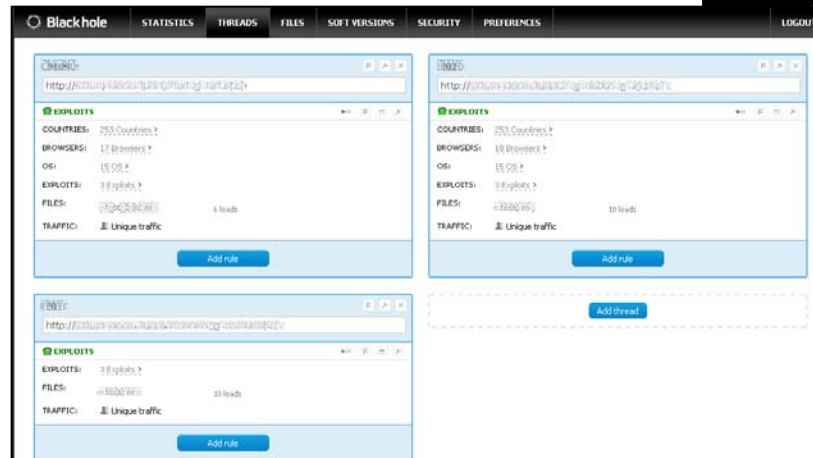 Blackhole STATISTICS THREADS FILES SOFT VERSIONS SECURITY PREFERENCES LOGOUT
http://
EXPLOITS
COUNTRIES: 253 Countries
BROWSERS: 17 Browsers
OS: 15 OS
EXPLOITS: 3 Exploits
FILES: 6 loads
TRAFFIC: Unique traffic
Add rule
http://
EXPLOITS
COUNTRIES: 253 Countries
BROWSERS: 18 Browsers
OS: 15 OS
EXPLOITS: 3 Exploits
FILES: 10 loads
TRAFFIC: Unique traffic
Add rule
http://
EXPLOITS
EXPLOITS: 3 Exploits
FILES: 10 loads
TRAFFIC: Unique traffic
Add rule
Add thread